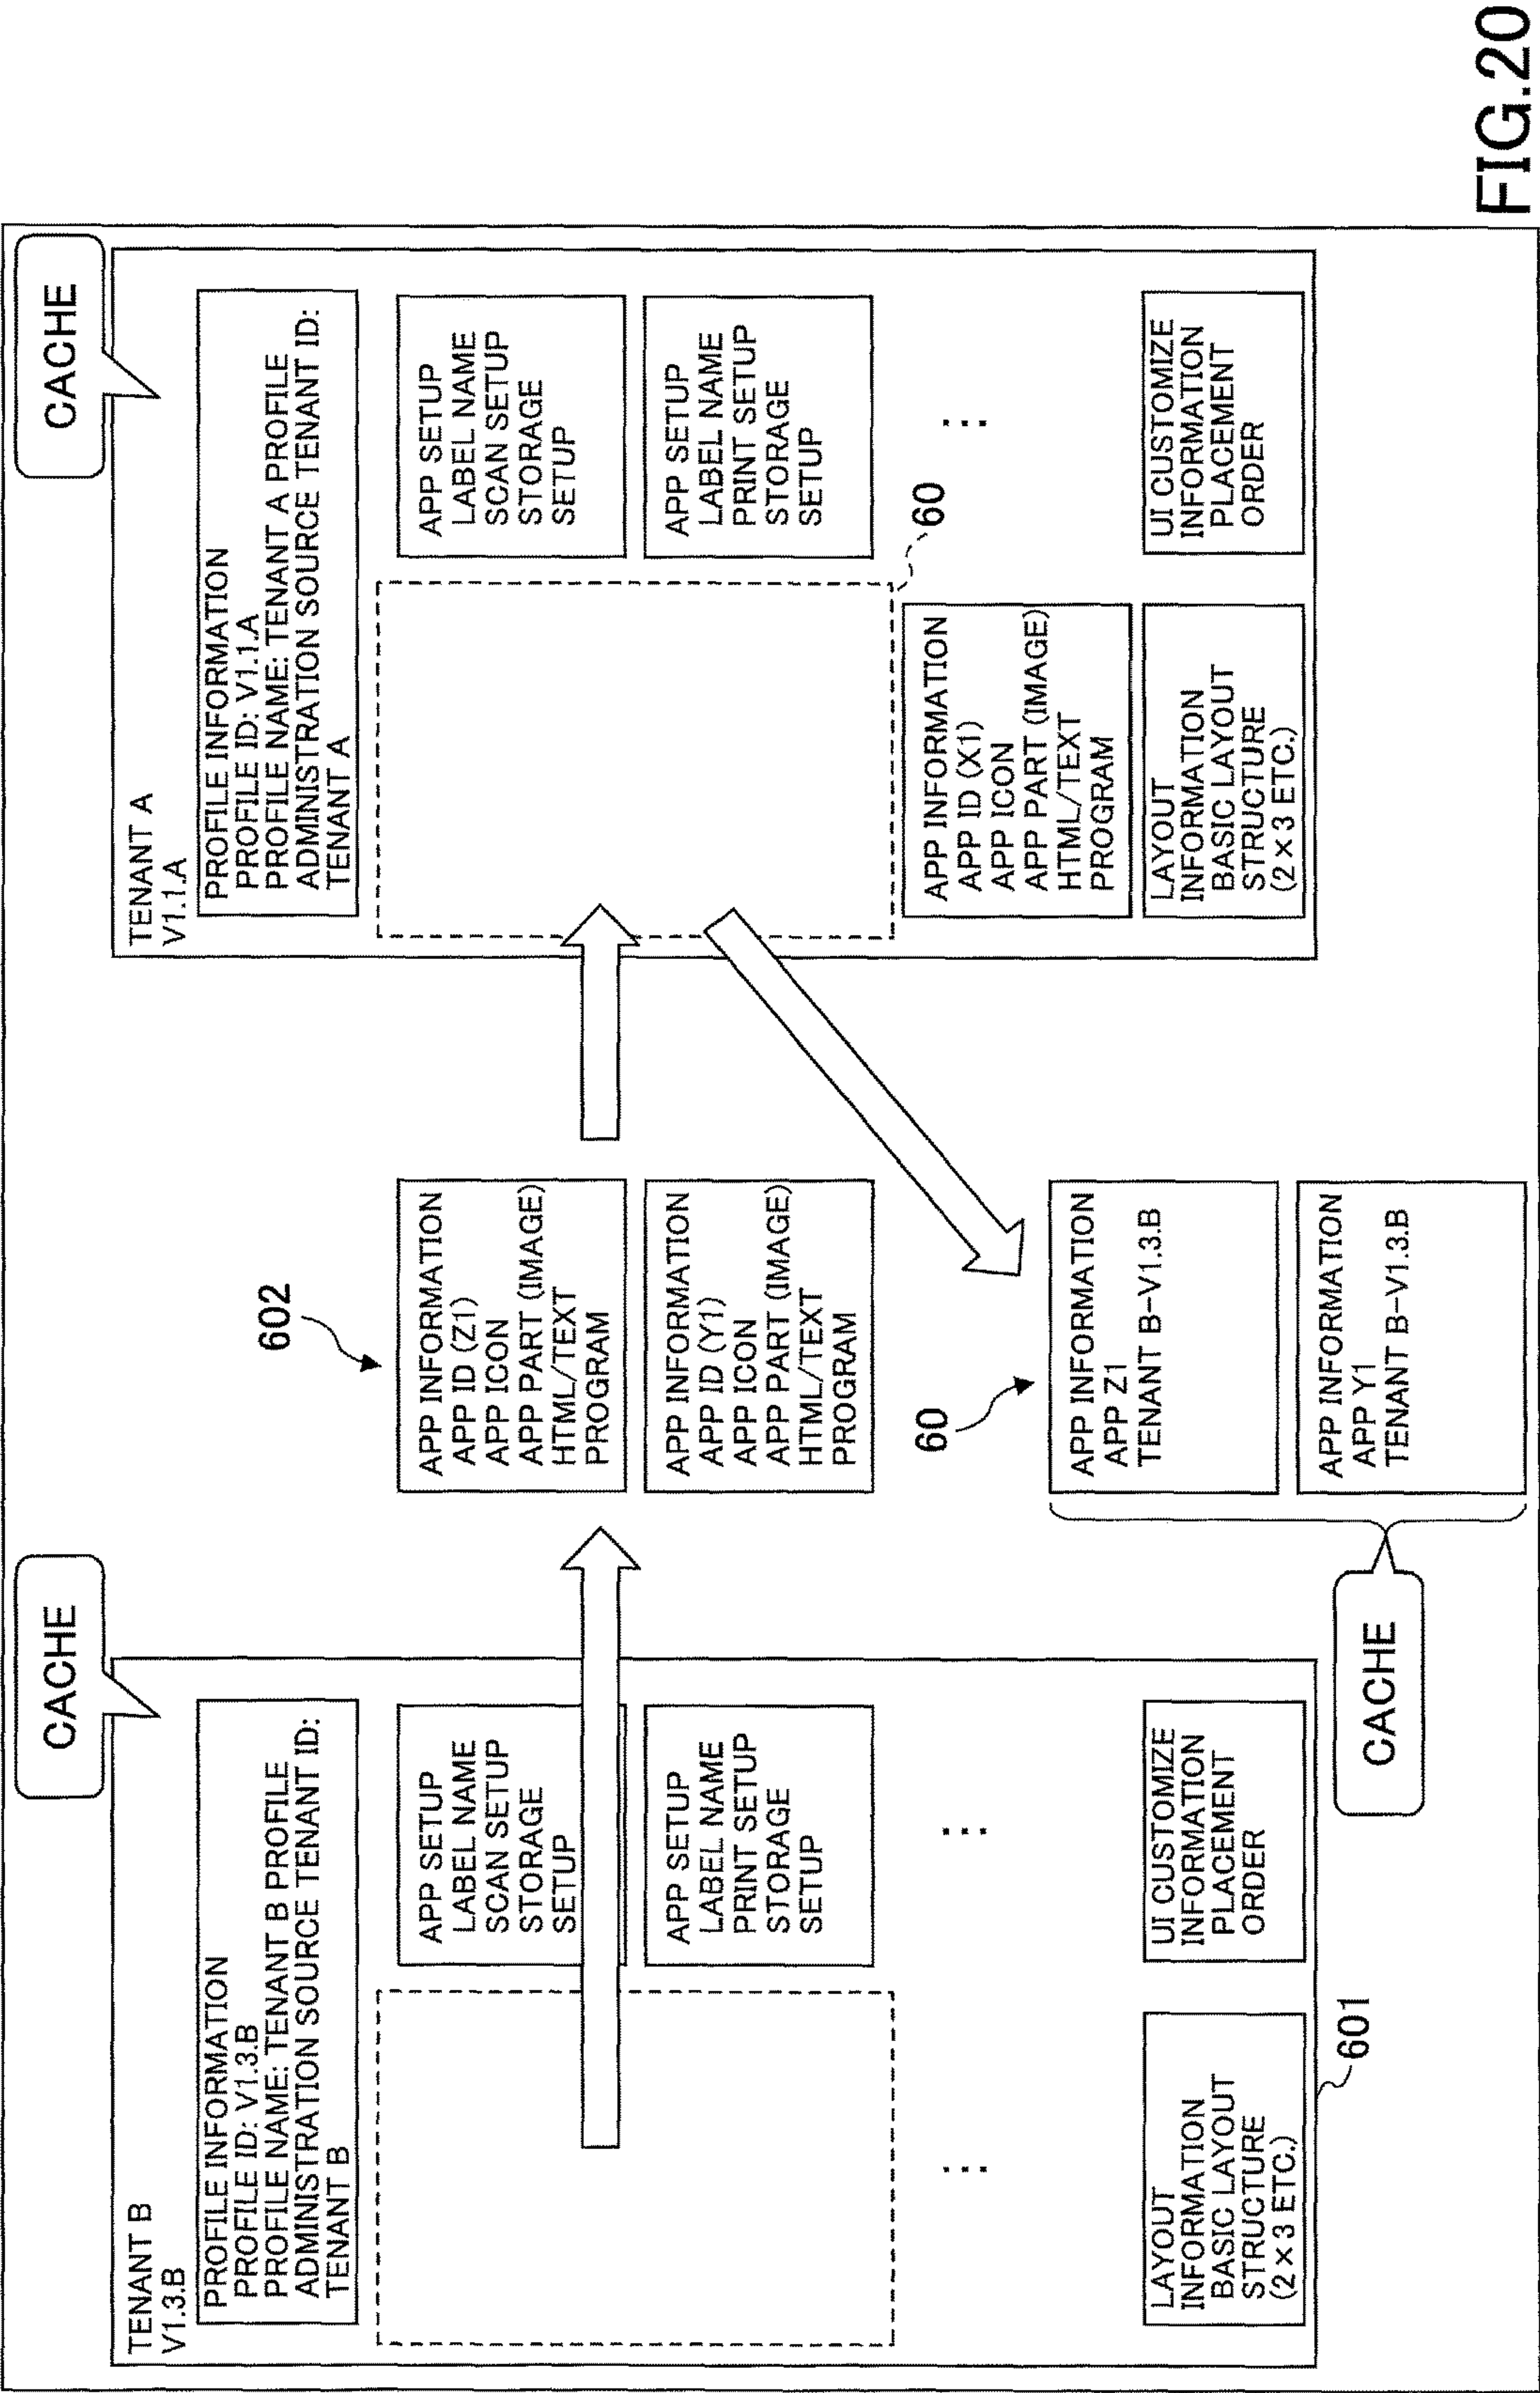 CACHE
TENANT B
V1.3.B
PROFILE INFORMATION
PROFILE ID: V1.3.B
PROFILE NAME: TENANT B PROFILE
ADMINISTRATION SOURCE TENANT ID:
TENANT B
APP SETUP
LABEL NAME
SCAN SETUP
STORAGE
SETUP
APP SETUP
LABEL NAME
PRINT SETUP
STORAGE
SETUP
⋮
⋮
LAYOUT
INFORMATION
BASIC LAYOUT
STRUCTURE
(2×3 ETC.)
UI CUSTOMIZE
INFORMATION
PLACEMENT
ORDER
601
602
APP INFORMATION
APP ID (Z1)
APP ICON
APP PART (IMAGE)
HTML/TEXT
PROGRAM
APP INFORMATION
APP ID (Y1)
APP ICON
APP PART (IMAGE)
HTML/TEXT
PROGRAM
60
APP INFORMATION
APP Z1
TENANT B-V1.3.B
APP INFORMATION
APP Y1
TENANT B-V1.3.B
CACHE
CACHE
TENANT A
V1.1.A
PROFILE INFORMATION
PROFILE ID: V1.1.A
PROFILE NAME: TENANT A PROFILE
ADMINISTRATION SOURCE TENANT ID:
TENANT A
APP SETUP
LABEL NAME
SCAN SETUP
STORAGE
SETUP
APP SETUP
LABEL NAME
PRINT SETUP
STORAGE
SETUP
60
APP INFORMATION
APP ID (X1)
APP ICON
APP PART (IMAGE)
HTML/TEXT
PROGRAM
⋮
LAYOUT
INFORMATION
BASIC LAYOUT
STRUCTURE
(2×3 ETC.)
UI CUSTOMIZE
INFORMATION
PLACEMENT
ORDER
FIG.20